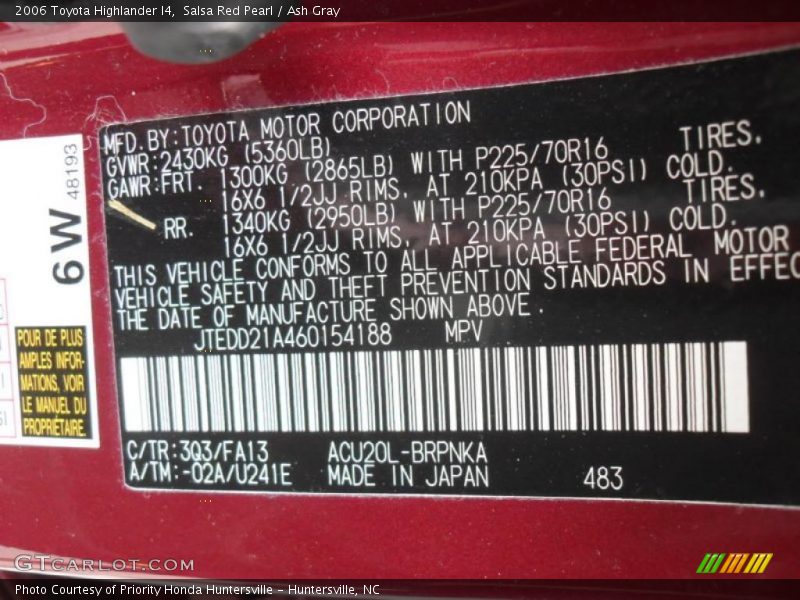 2006 Toyota Highlander I4,  Salsa Red Pearl / Ash Gray
MFD. BY: TOYOTA MOTOR CORPORATION
GVWR: 2430KG (5360LB)
GAWR: FRT. 1300KG (2865LB) WITH P225/70R16 TIRES.
16X6 1/2JJ RIMS, AT 210KPA (30PSI) COLD.
RR. 1340KG (2950LB) WITH P225/70R16 TIRES,
16X6 1/2JJ RIMS, AT 210KPA (30PSI) COLD.
THIS VEHICLE CONFORMS TO ALL APPLICABLE FEDERAL MOTOR
VEHICLE SAFETY AND THEFT PREVENTION STANDARDS IN EFFEC
THE DATE OF MANUFACTURE SHOWN ABOVE.
JTEDD21A460154188 MPV
C/TR: 3Q3/FA13 ACU20L-BRPNKA
A/TM: -02A/U241E MADE IN JAPAN 483
6W 48193
POUR DE PLUS
AMPLES INFOR-
MATIONS, VOIR
LE MANUEL DU
PROPRIÉTAIRE.
GTCARLOT.COM
Photo Courtesy of Priority Honda Huntersville – Huntersville, NC